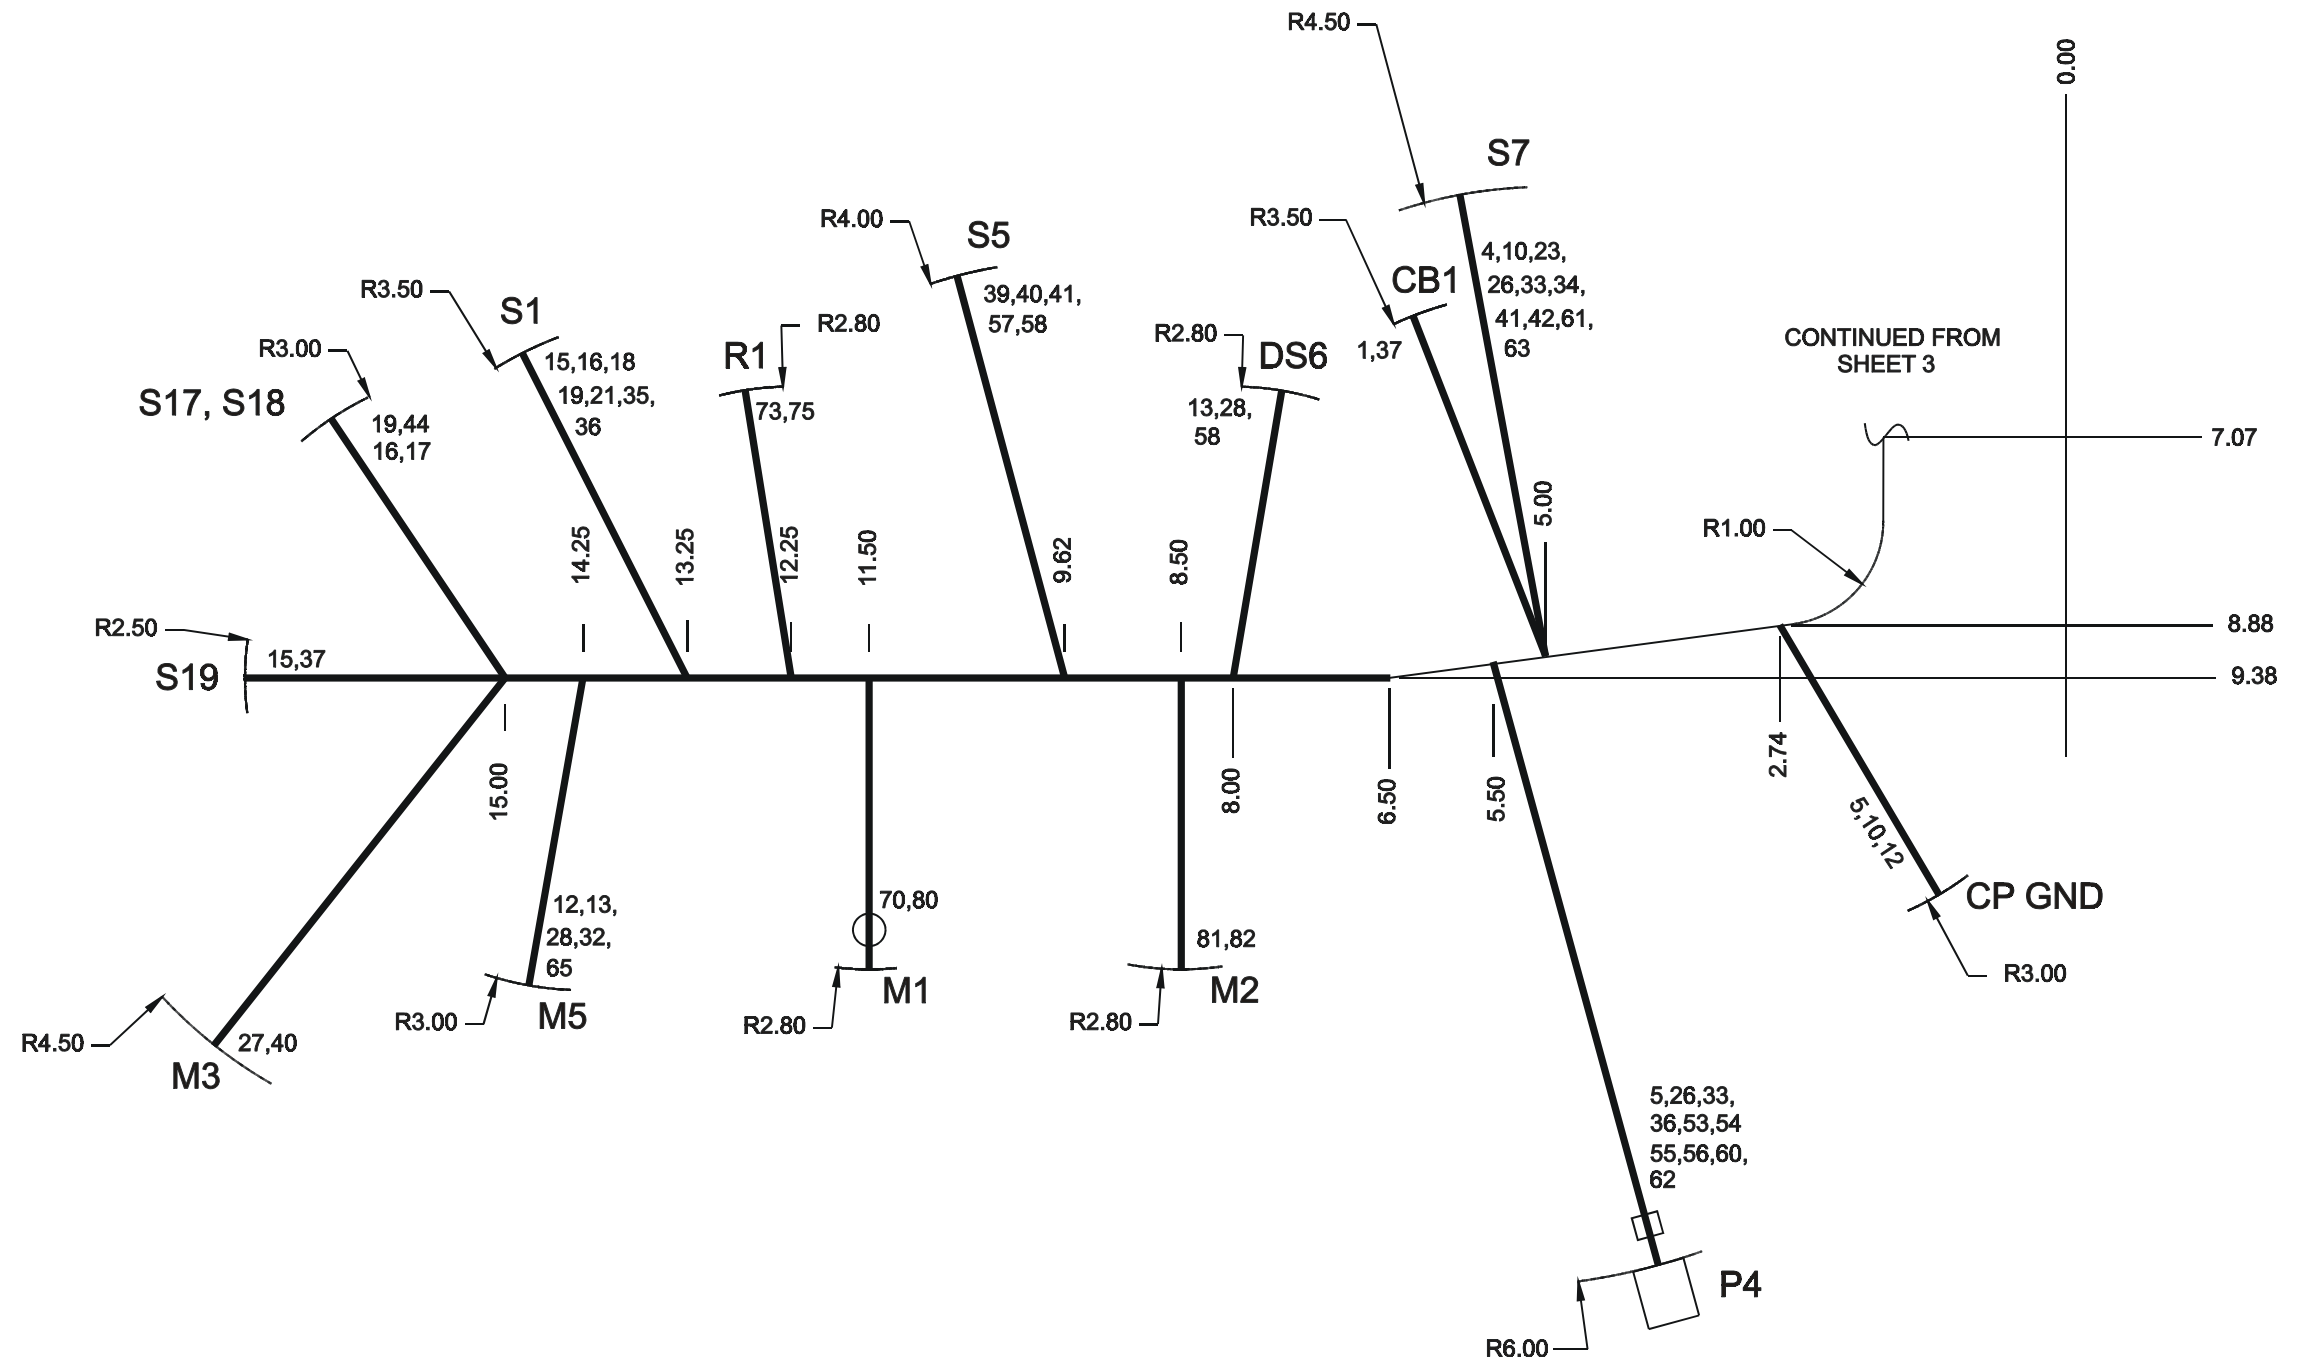 R4.50
0.00
S7
R3.50
R4.00
S5
4,10,23,
26,33,34,
41,42,61,
63
CB1
1,37
R3.50
S1
39,40,41,
57,58
R2.80
R1
73,75
R2.80
DS6
13,28,
58
CONTINUED FROM
SHEET 3
R3.00
S17, S18
19,44
16,17
15,16,18
19,21,35,
36
7.07
5.00
R1.00
14.25
13.25
12.25
11.50
9.62
8.50
R2.50
S19
15,37
8.88
9.38
15.00
8.00
6.50
5.50
2.74
5,10,12
CP GND
R3.00
12,13,
28,32,
65
R3.00
M5
70,80
M1
R2.80
81,82
M2
R2.80
R4.50
M3
27,40
5,26,33,
36,53,54
55,56,60,
62
P4
R6.00